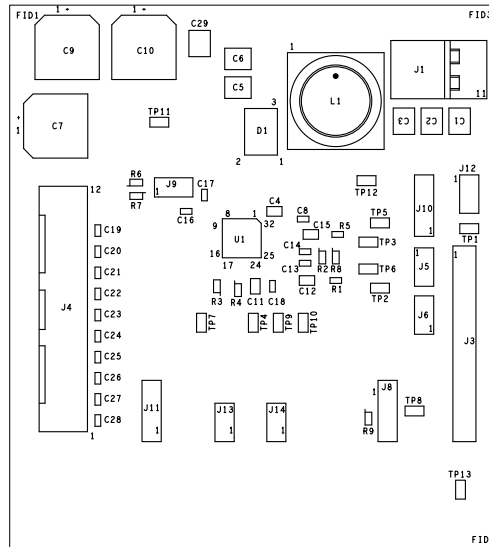 FID1
1 +
1 +
C9
C10
C29
C6
C5
1
L1
J1
11
FID3
C3
C2
C1
+
1
C7
TP11
3
D1
2
1
R6
R7
1
J9
C17
C16
TP12
J12
1
12
C19
C20
C21
C22
C23
C24
C25
C26
C27
C28
J4
1
8
1
9
32
U1
16
25
17
24
C4
C8
C15
R5
C14
C13
R2
R8
C12
R1
TP5
TP3
TP6
TP2
J10
1
TP1
J5
1
J6
1
1
J3
R3
R4
C11
C18
TP7
TP4
TP9
TP10
J11
1
J13
1
J14
1
1
J8
R9
TP8
1
TP13
FID